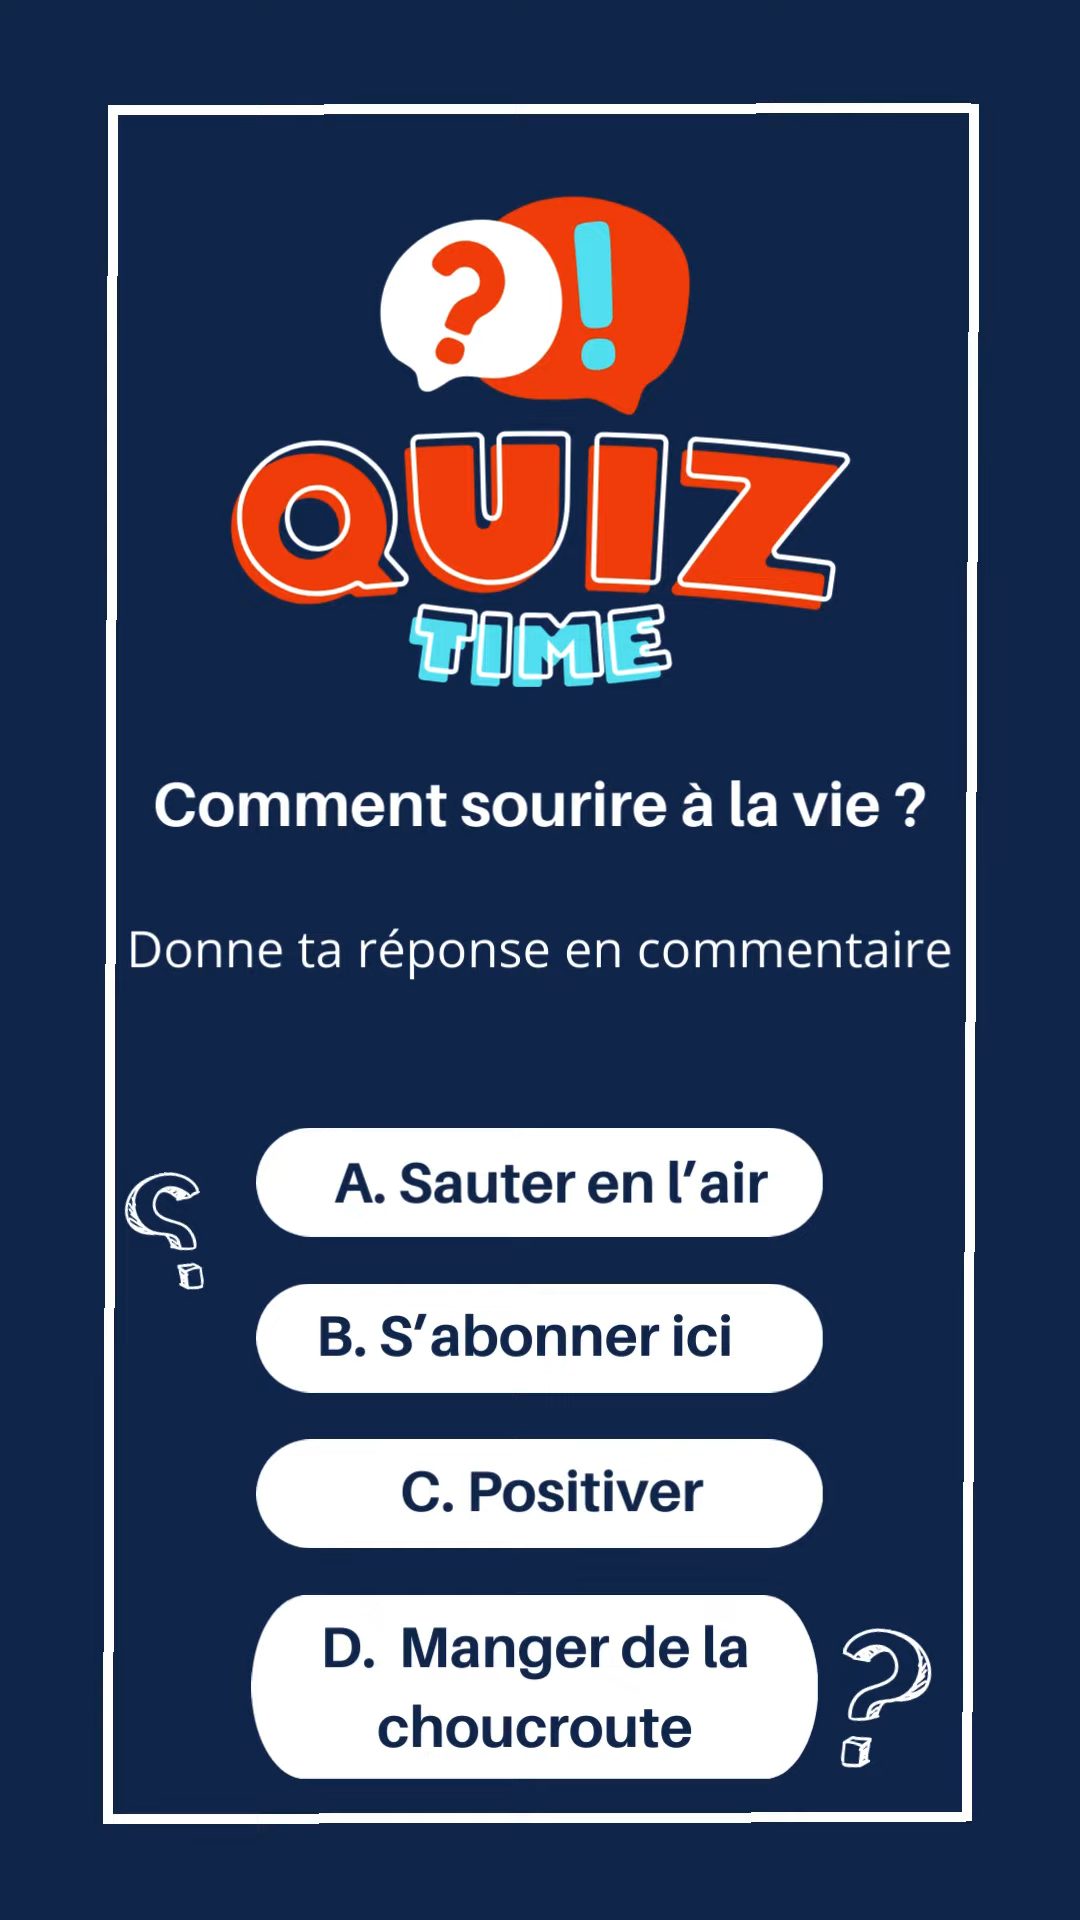 ? !
QUIZ
TIME
Comment sourire à la vie ?
Donne ta réponse en commentaire
A. Sauter en l’air
?
B. S’abonner ici
C. Positiver
D. Manger de la
choucroute
?